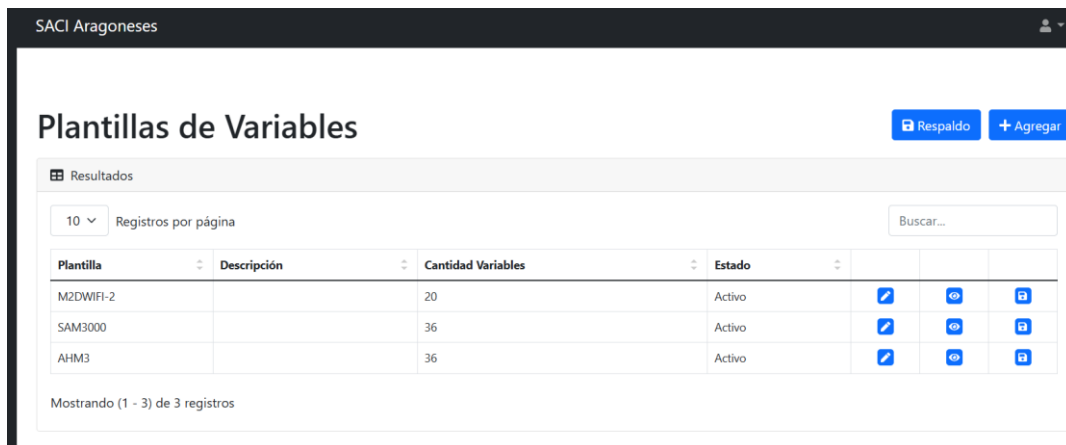 SACI Aragoneses
Plantillas de Variables
Respaldo
+ Agregar
Resultados
10 Registros por página
Buscar...
Plantilla Descripción Cantidad Variables Estado
M2DWIFI-2 20 Activo
SAM3000 36 Activo
AHM3 36 Activo
Mostrando (1 - 3) de 3 registros